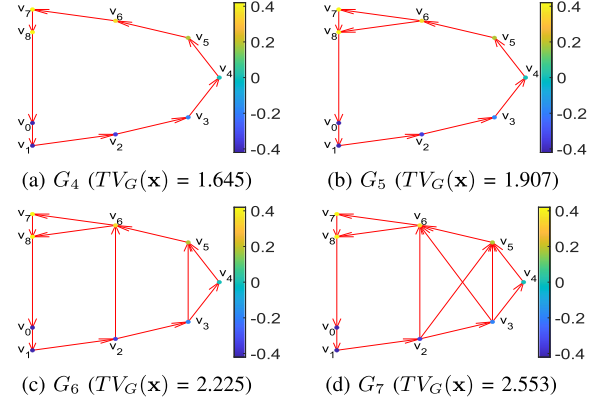 v7 v6 0.4
v8 v5 0.2
v4 0
v0 v3 -0.2
v1 v2 -0.4
(a) G4 (TVG(x) = 1.645)
v7 v6 0.4
v8 v5 0.2
v4 0
v0 v3 -0.2
v1 v2 -0.4
(b) G5 (TVG(x) = 1.907)
v7 v6 0.4
v8 v5 0.2
v4 0
v0 v3 -0.2
v1 v2 -0.4
(c) G6 (TVG(x) = 2.225)
v7 v6 0.4
v8 v5 0.2
v4 0
v0 v3 -0.2
v1 v2 -0.4
(d) G7 (TVG(x) = 2.553)